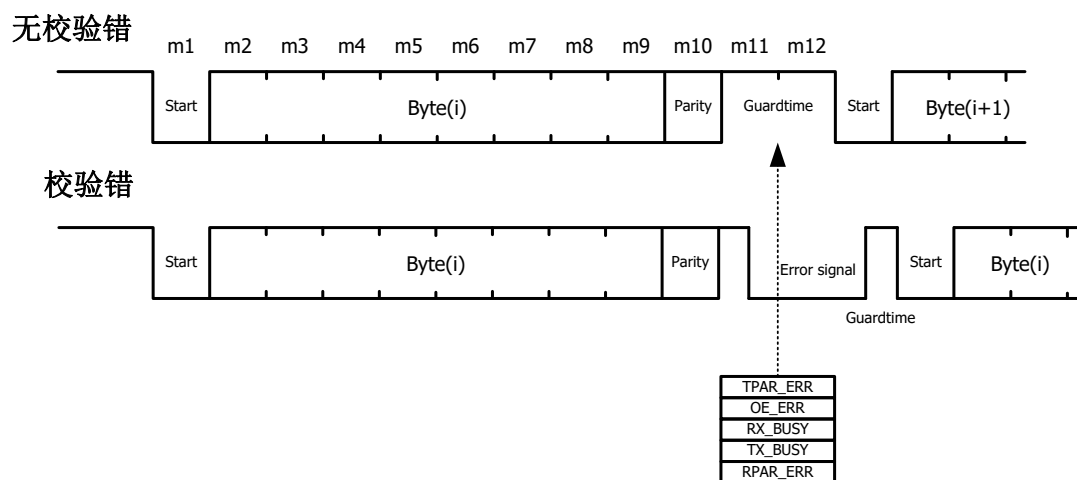 无校验错
m1 m2 m3 m4 m5 m6 m7 m8 m9 m10 m11 m12
Start Byte(i) Parity Guardtime Start Byte(i+1)
校验错
Start Byte(i) Parity Error signal Start Byte(i)
Guardtime
TPAR_ERR
OE_ERR
RX_BUSY
TX_BUSY
RPAR_ERR